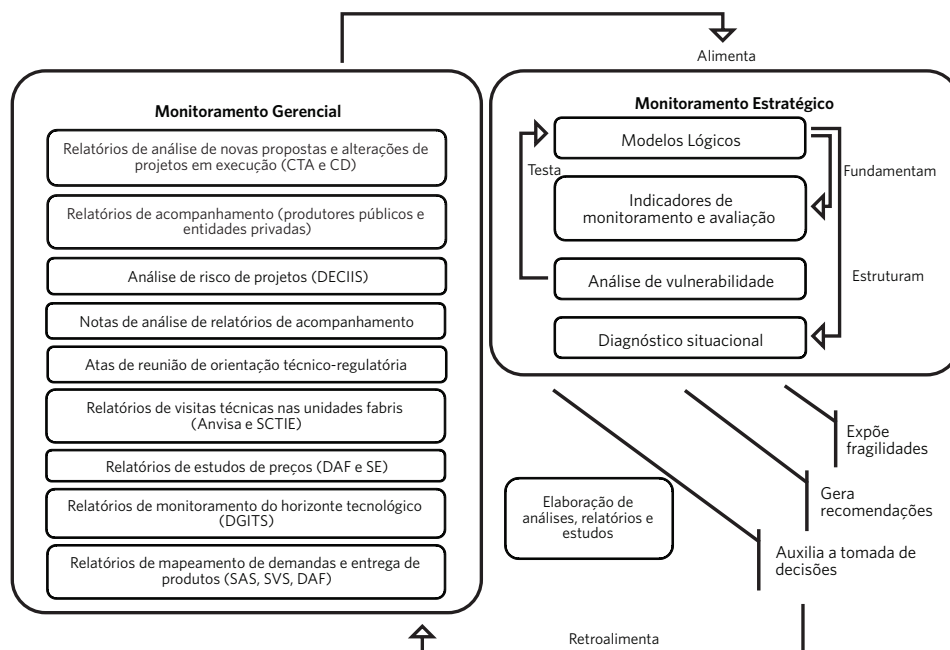 Alimenta
Monitoramento Gerencial
Relatórios de análise de novas propostas e alterações de
projetos em execução (CTA e CD)
Relatórios de acompanhamento (produtores públicos e
entidades privadas)
Análise de risco de projetos (DECIIS)
Notas de análise de relatórios de acompanhamento
Atas de reunião de orientação técnico-regulatória
Relatórios de visitas técnicas nas unidades fabris
(Anvisa e SCTIE)
Relatórios de estudos de preços (DAF e SE)
Relatórios de monitoramento do horizonte tecnológico
(DGITS)
Relatórios de mapeamento de demandas e entrega de
produtos (SAS, SVS, DAF)
Monitoramento Estratégico
Modelos Lógicos
Testa
Fundamentam
Indicadores de
monitoramento e avaliação
Análise de vulnerabilidade
Estruturam
Diagnóstico situacional
Expõe
fragilidades
Gera
recomendações
Elaboração de
análises, relatórios e
estudos
Auxilia a tomada de
decisões
Retroalimenta